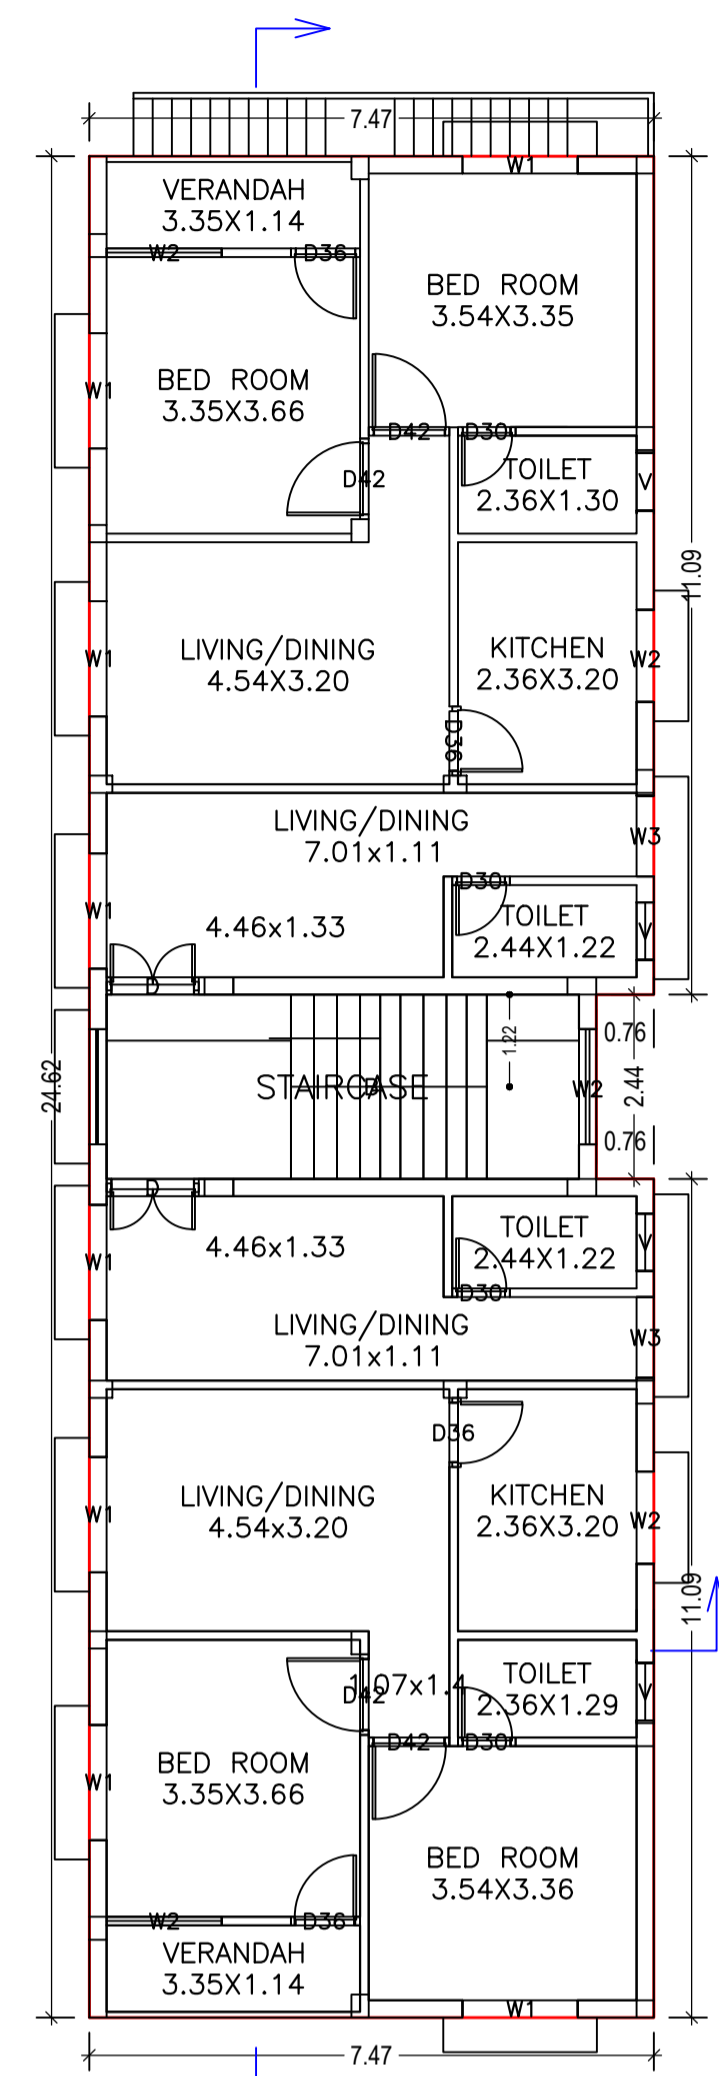 7.47
W1
VERANDAH
3.35X1.14
W2
D36
BED ROOM
3.54X3.35
BED ROOM
3.35X3.66
W1
D42
D30
D42
TOILET
2.36X1.30
V
11.09
LIVING/DINING
4.54X3.20
KITCHEN
2.36X3.20
W1
W2
D36
LIVING/DINING
7.01x1.11
W3
D30
W1
4.46x1.33
TOILET
2.44X1.22
V
D
1.22
0.76
24.62
STAIRCASE
D
W2
2.44
0.76
D
4.46x1.33
TOILET
2.44X1.22
V
W1
D30
LIVING/DINING
7.01x1.11
W3
D36
LIVING/DINING
4.54x3.20
KITCHEN
2.36X3.20
W1
W2
11.09
1.07x1.4
D42
TOILET
2.36X1.29
V
D42
D30
BED ROOM
3.35X3.66
W1
BED ROOM
3.54X3.36
W2
D36
VERANDAH
3.35X1.14
W1
7.47